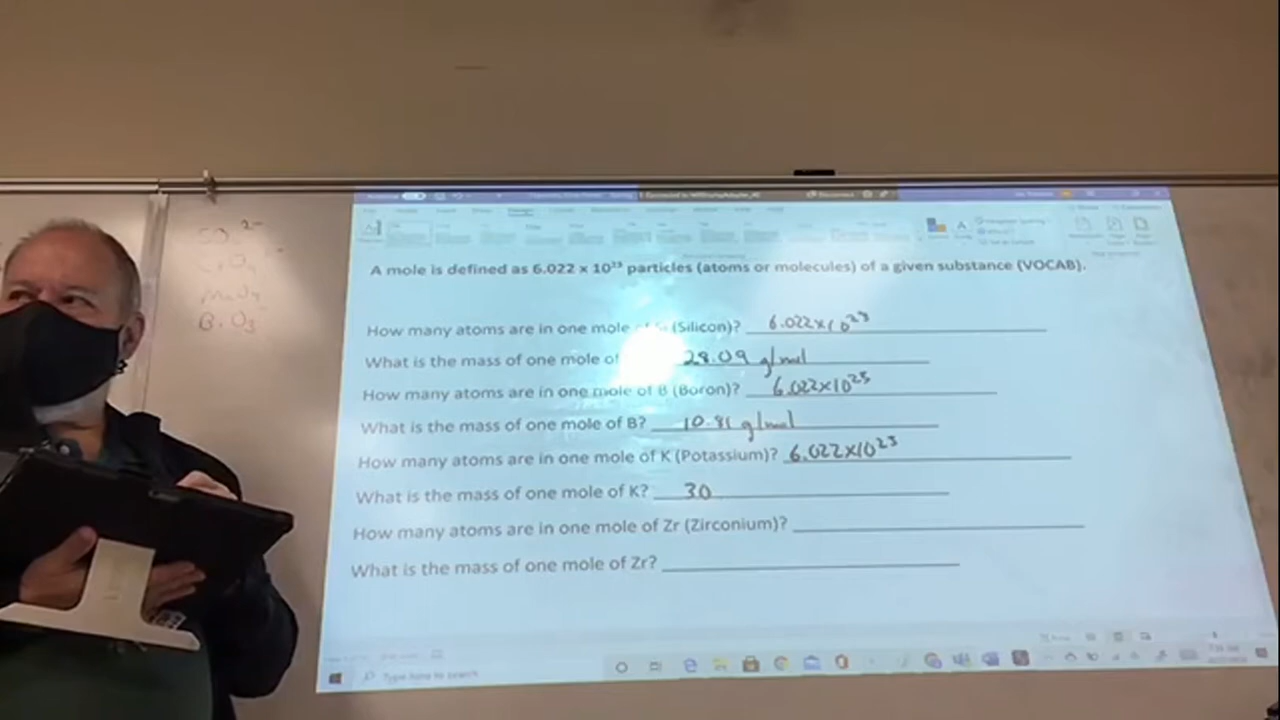 A mole is defined as 6.022 x 10²³ particles (atoms or molecules) of a given substance (VOCAB).
How many atoms are in one mole (Silicon)? 6.022x10²³
What is the mass of one mole of 28.09 g/mol
How many atoms are in one mole of B (Boron)? 6.022x10²³
What is the mass of one mole of B? 10.81 g/mol
How many atoms are in one mole of K (Potassium)? 6.022x10²³
What is the mass of one mole of K? 30
How many atoms are in one mole of Zr (Zirconium)?
What is the mass of one mole of Zr?
Type here to search